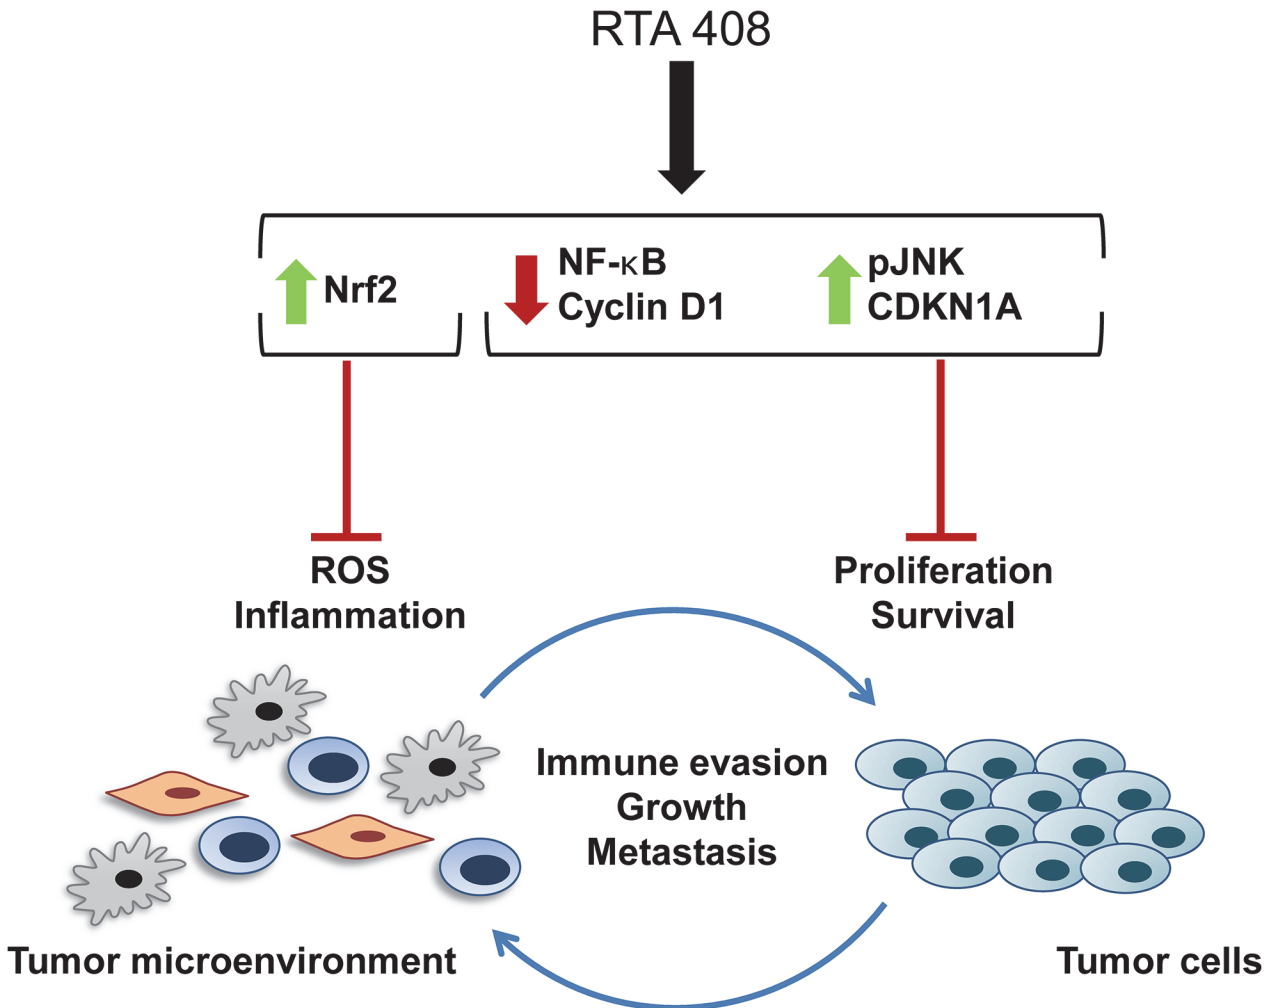 RTA 408
Nrf2
NF-κB
Cyclin D1
pJNK
CDKN1A
ROS
Inflammation
Proliferation
Survival
Immune evasion
Growth
Metastasis
Tumor microenvironment
Tumor cells